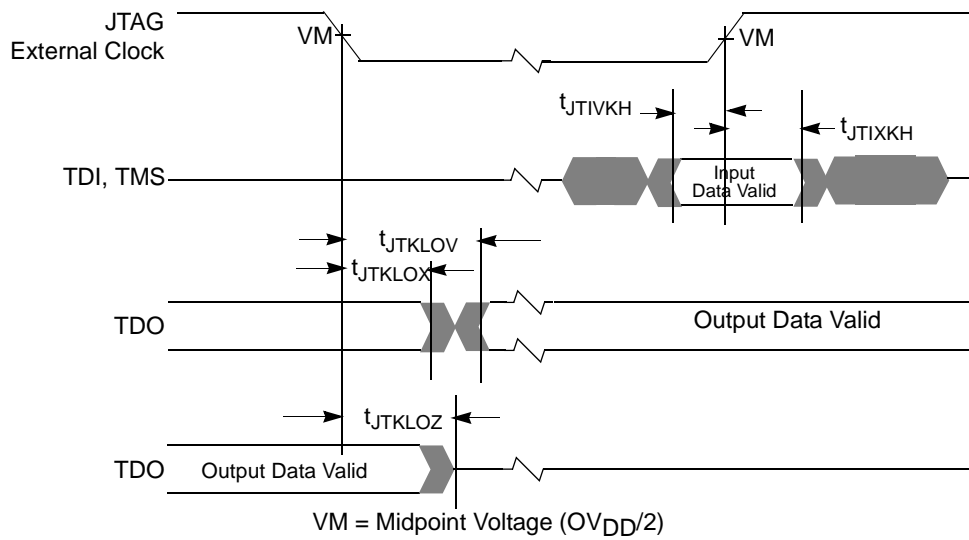 JTAG
External Clock
VM
VM
tJTIVKH
tJTIXKH
TDI, TMS
Input
Data Valid
tJTKLOV
tJTKLOX
TDO
Output Data Valid
tJTKLOZ
TDO
Output Data Valid
VM = Midpoint Voltage (OVDD/2)